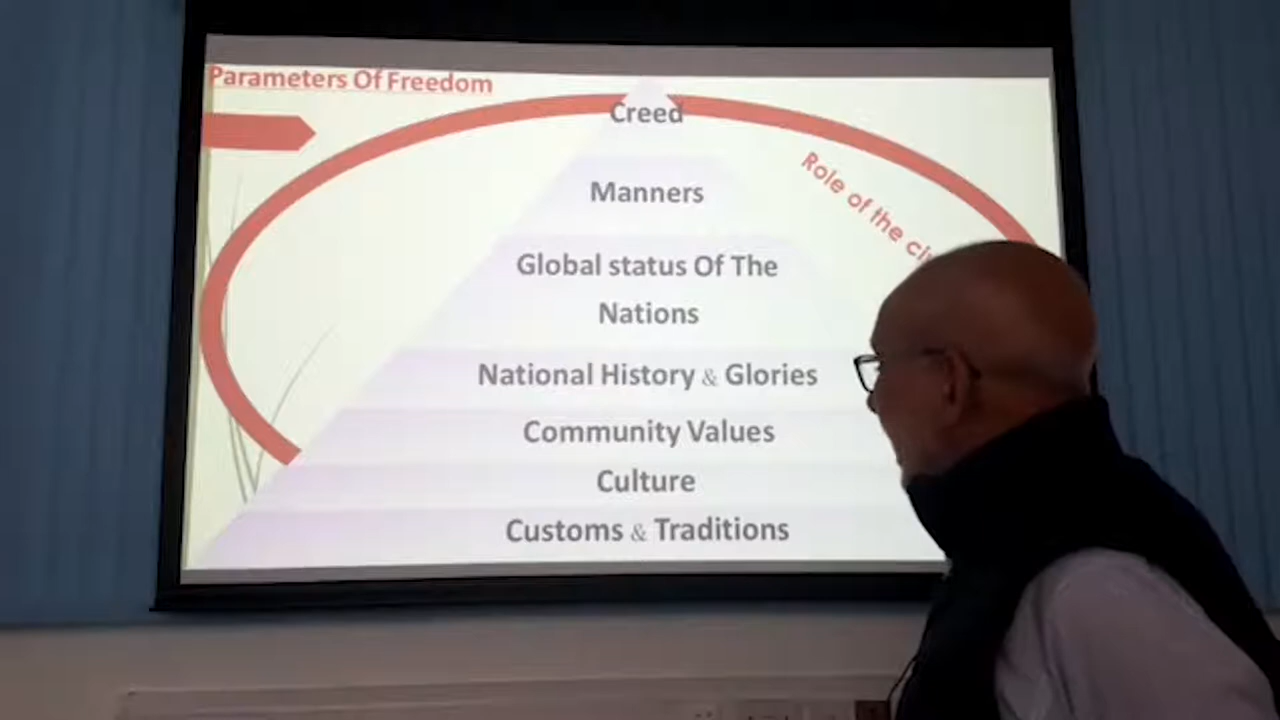 Parameters Of Freedom
Creed
Role of the
Manners
Global status Of The
Nations
National History & Glories
Community Values
Culture
Customs & Traditions